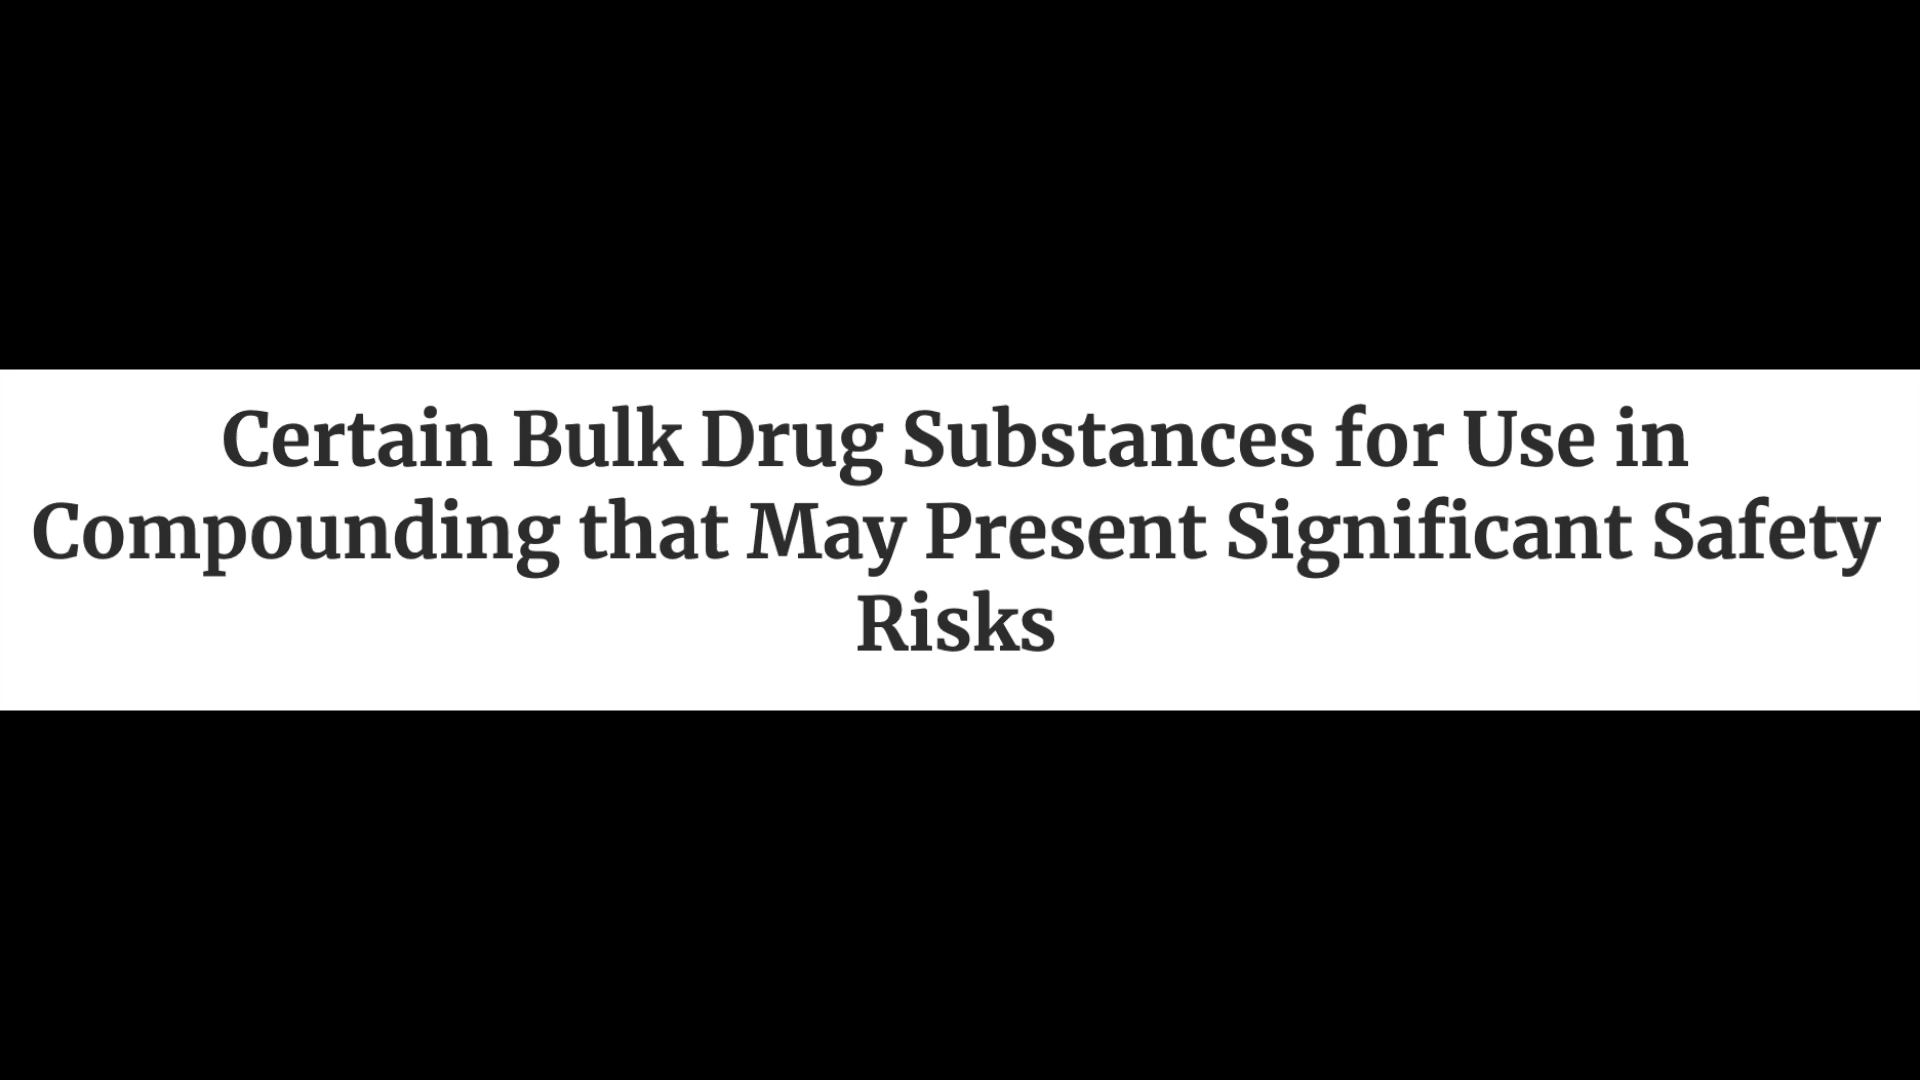 Certain Bulk Drug Substances for Use in
Compounding that May Present Significant Safety
Risks